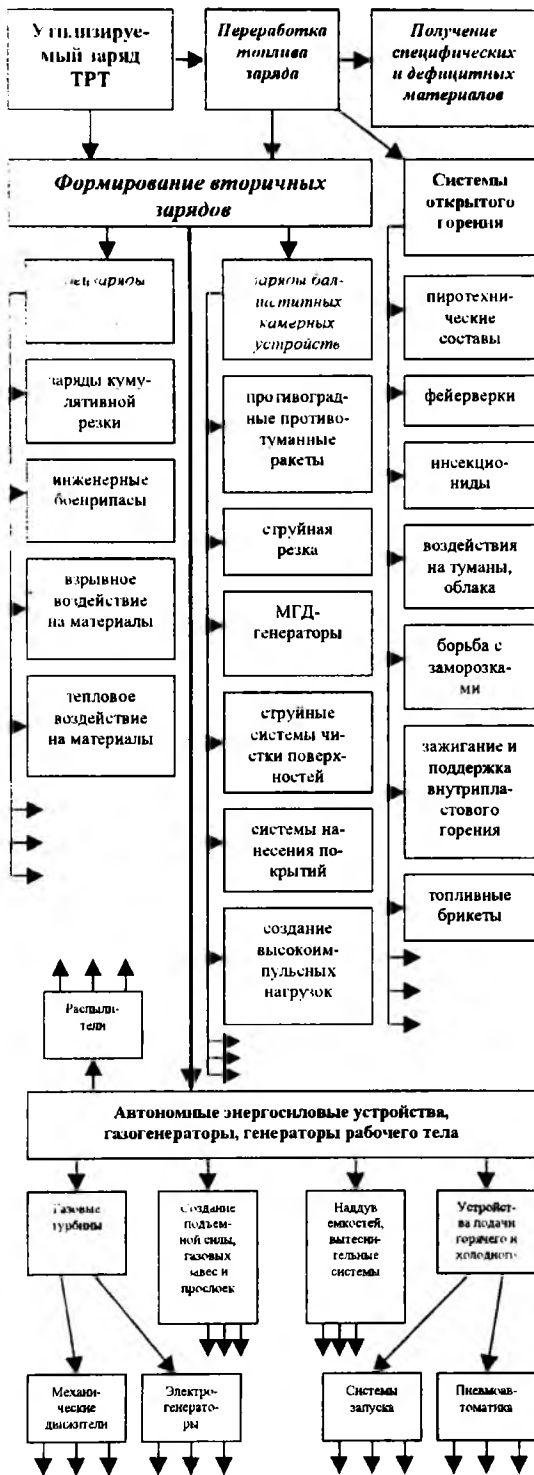 Утилизируе-
мый заряд
ТРТ
Переработка
топлива
заряда
Получение
специфических
и дефицитных
материалов
Формирование вторичных
зарядов
Системы
открытого
горения
заряды бал-
листитных
камерных
устройств
заряды куму-
лятивной
резки
инженерные
боеприпасы
взрывное
воздействие
на материалы
тепловое
воздействие
на материалы
противоград-
ные противо-
туманные
ракеты
струйная
резка
МГД-
генераторы
струйные
системы чи-
стки поверх-
ностей
системы на-
несения по-
крытий
создание
высокоим-
пульсных
нагрузок
пиротехни-
ческие
составы
фейерверки
инсекцио-
ниды
воздействия
на туманы,
облака
борьба с
заморозка-
ми
зажигание и
поддержка
внутрипла-
стового
горения
топливные
брикеты
Распыли-
тели
Автономные энергосиловые устройства,
газогенераторы, генераторы рабочего тела
Газовые
турбины
Создание
подъем-
ной силы,
газовых
завес и
прослоек
Наддув
емкостей,
вытесни-
тельные
системы
Устройст-
ва подачи
горячего и
холодного
Механи-
ческие
движители
Электро-
генерато-
ры
Системы
запуска
Пневмоав-
томатика